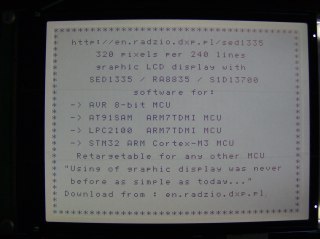 ************************************
http://en.radzio.dxp.pl/sed1335
320 pixels per 240 lines
graphic LCD display with
SED1335 / RA8835 / S1D13700
software for:
-> AVR 8-bit MCU
-> AT91SAM ARM7TDMI MCU
-> LPC2100 ARM7TDMI MCU
-> STM32 ARM Cortex-M3 MCU
Retargetable for any other MCU
"Using of graphic display was never
before as simple as today..."
Download from : en.radzio.dxp.pl
************************************